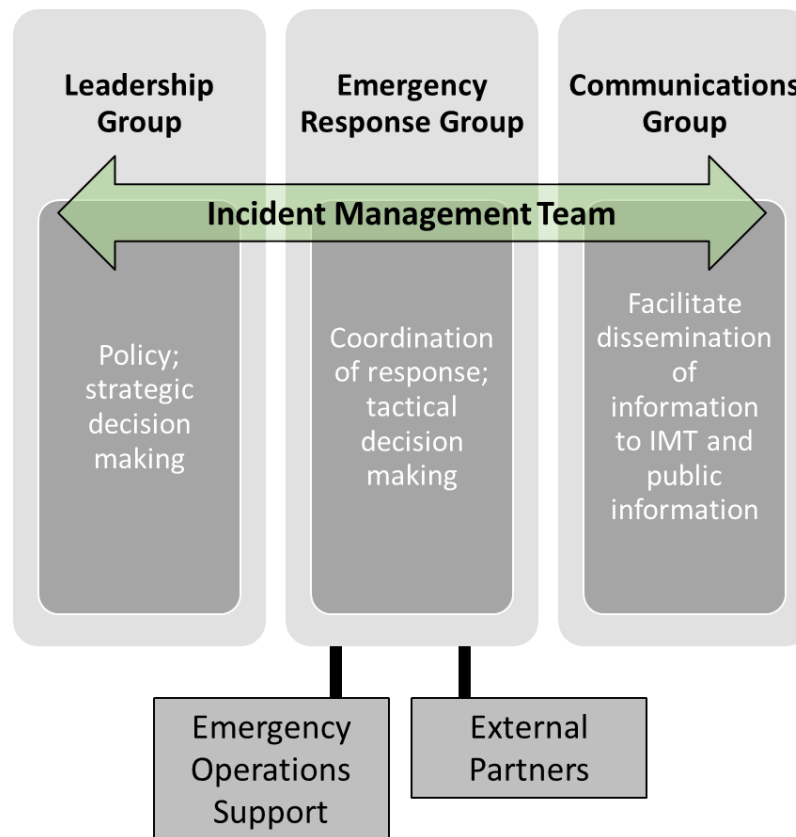 Leadership
Group
Emergency
Response Group
Communications
Group
Incident Management Team
Policy;
strategic
decision
making
Coordination
of response;
tactical
decision
making
Facilitate
dissemination
of
information
to IMT and
public
information
Emergency
Operations
Support
External
Partners